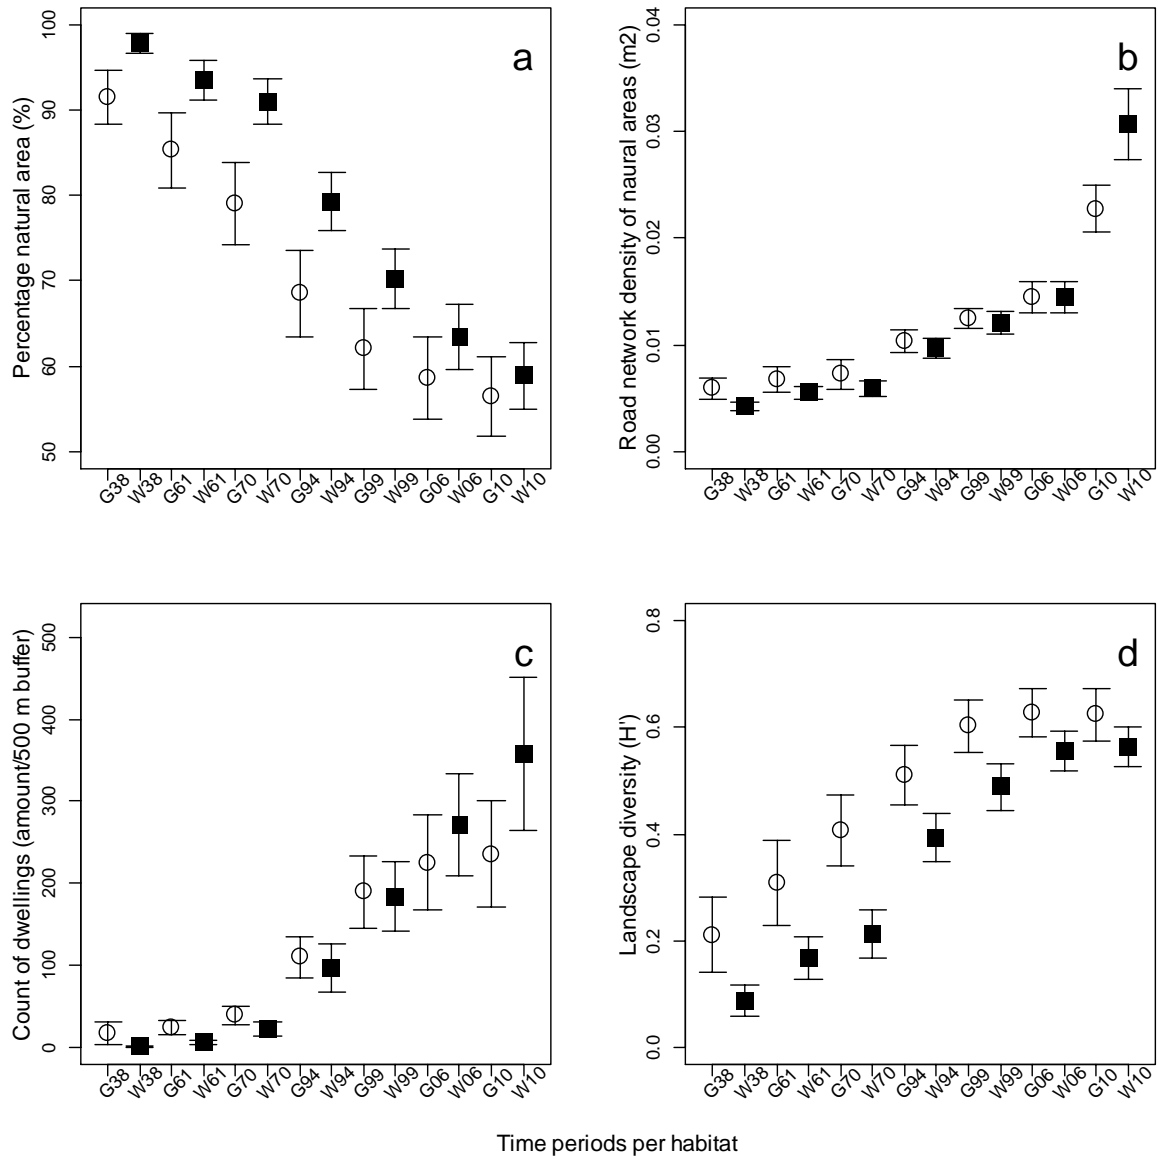 a
Percentage natural area (%)
100
90
80
70
60
50
G38 W38 G61 W61 G70 W70 G94 W94 G99 W99 G06 W06 G10 W10
b
Road network density of naural areas (m2)
0.04
0.03
0.02
0.01
0.00
G38 W38 G61 W61 G70 W70 G94 W94 G99 W99 G06 W06 G10 W10
c
Count of dwellings (amount/500 m buffer)
500
400
300
200
100
0
G38 W38 G61 W61 G70 W70 G94 W94 G99 W99 G06 W06 G10 W10
d
Landscape diversity (H')
0.8
0.6
0.4
0.2
0.0
G38 W38 G61 W61 G70 W70 G94 W94 G99 W99 G06 W06 G10 W10
Time periods per habitat